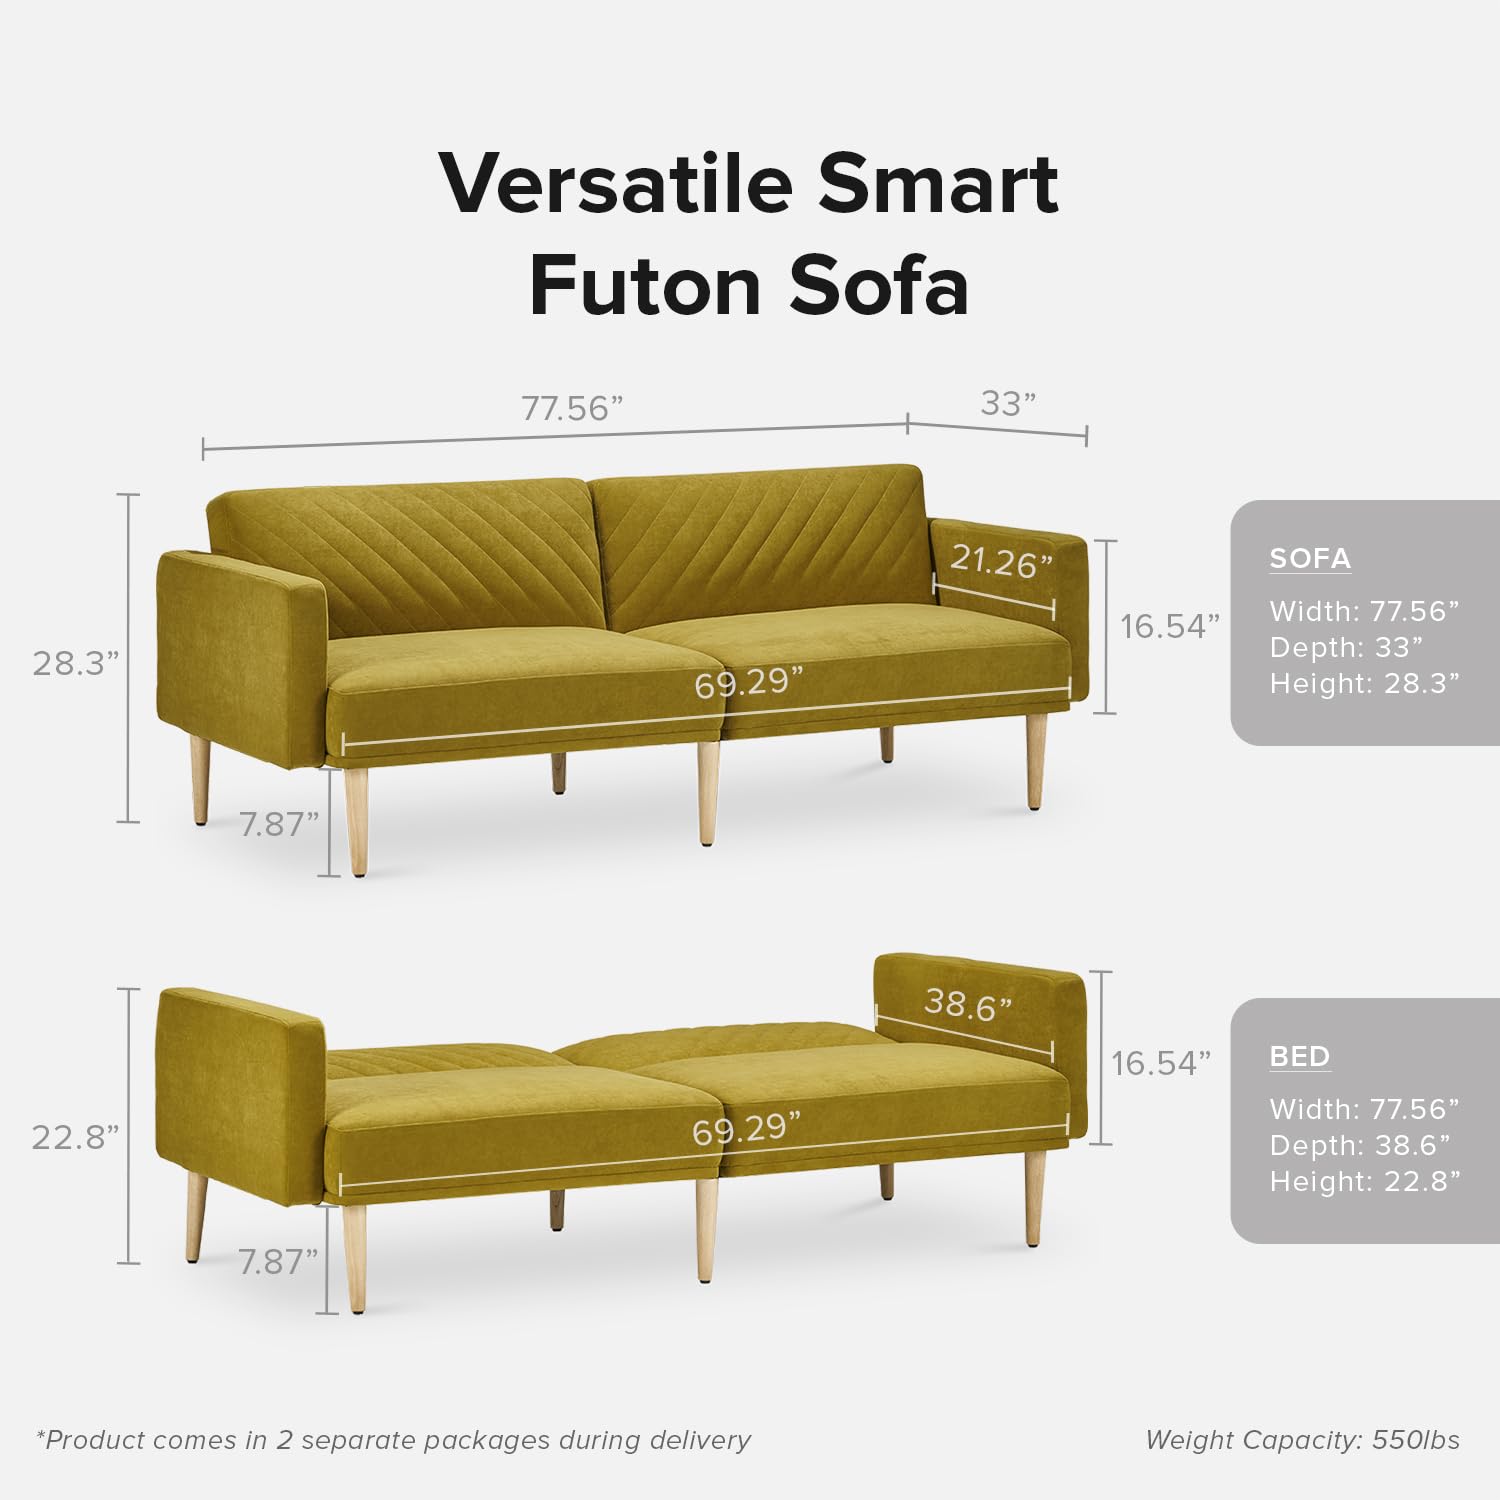 Versatile Smart
Futon Sofa
77.56”
33”
28.3”
21.26”
16.54”
69.29”
7.87”
SOFA
Width: 77.56”
Depth: 33”
Height: 28.3”
22.8”
38.6”
16.54”
69.29”
7.87”
BED
Width: 77.56”
Depth: 38.6”
Height: 22.8”
*Product comes in 2 separate packages during delivery
Weight Capacity: 550lbs